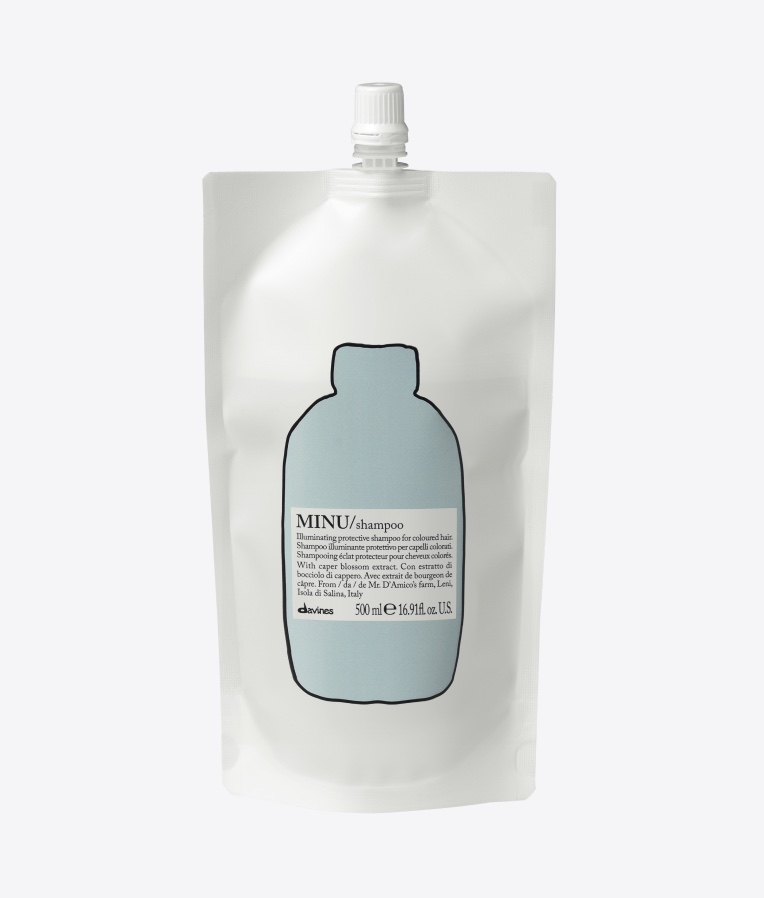 MINU/shampoo
Illuminating protective shampoo for coloured hair.
Shampoo illuminante protettivo per capelli colorati.
Shampooing éclat protecteur pour cheveux colorés.
With caper blossom extract. Con estratto di
bocciolo di cappero. Avec extrait de bourgeon de
câpre. From / da / de Mr. D'Amico's farm, Leni,
Isola di Salina, Italy
davines 500 ml ℮ 16.91fl. oz. U.S.